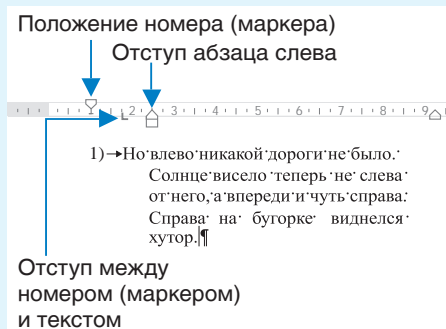 Положение номера (маркера)
Отступ абзаца слева
1 2 3 4 5 6 7 8 9
1)→Но·влево·никакой·дороги·не·было.·
Солнце·висело·теперь·не·слева·
от·него,·а·впереди·и·чуть·справа.·
Справа·на·бугорке·виднелся·
хутор.¶
Отступ между
номером (маркером)
и текстом